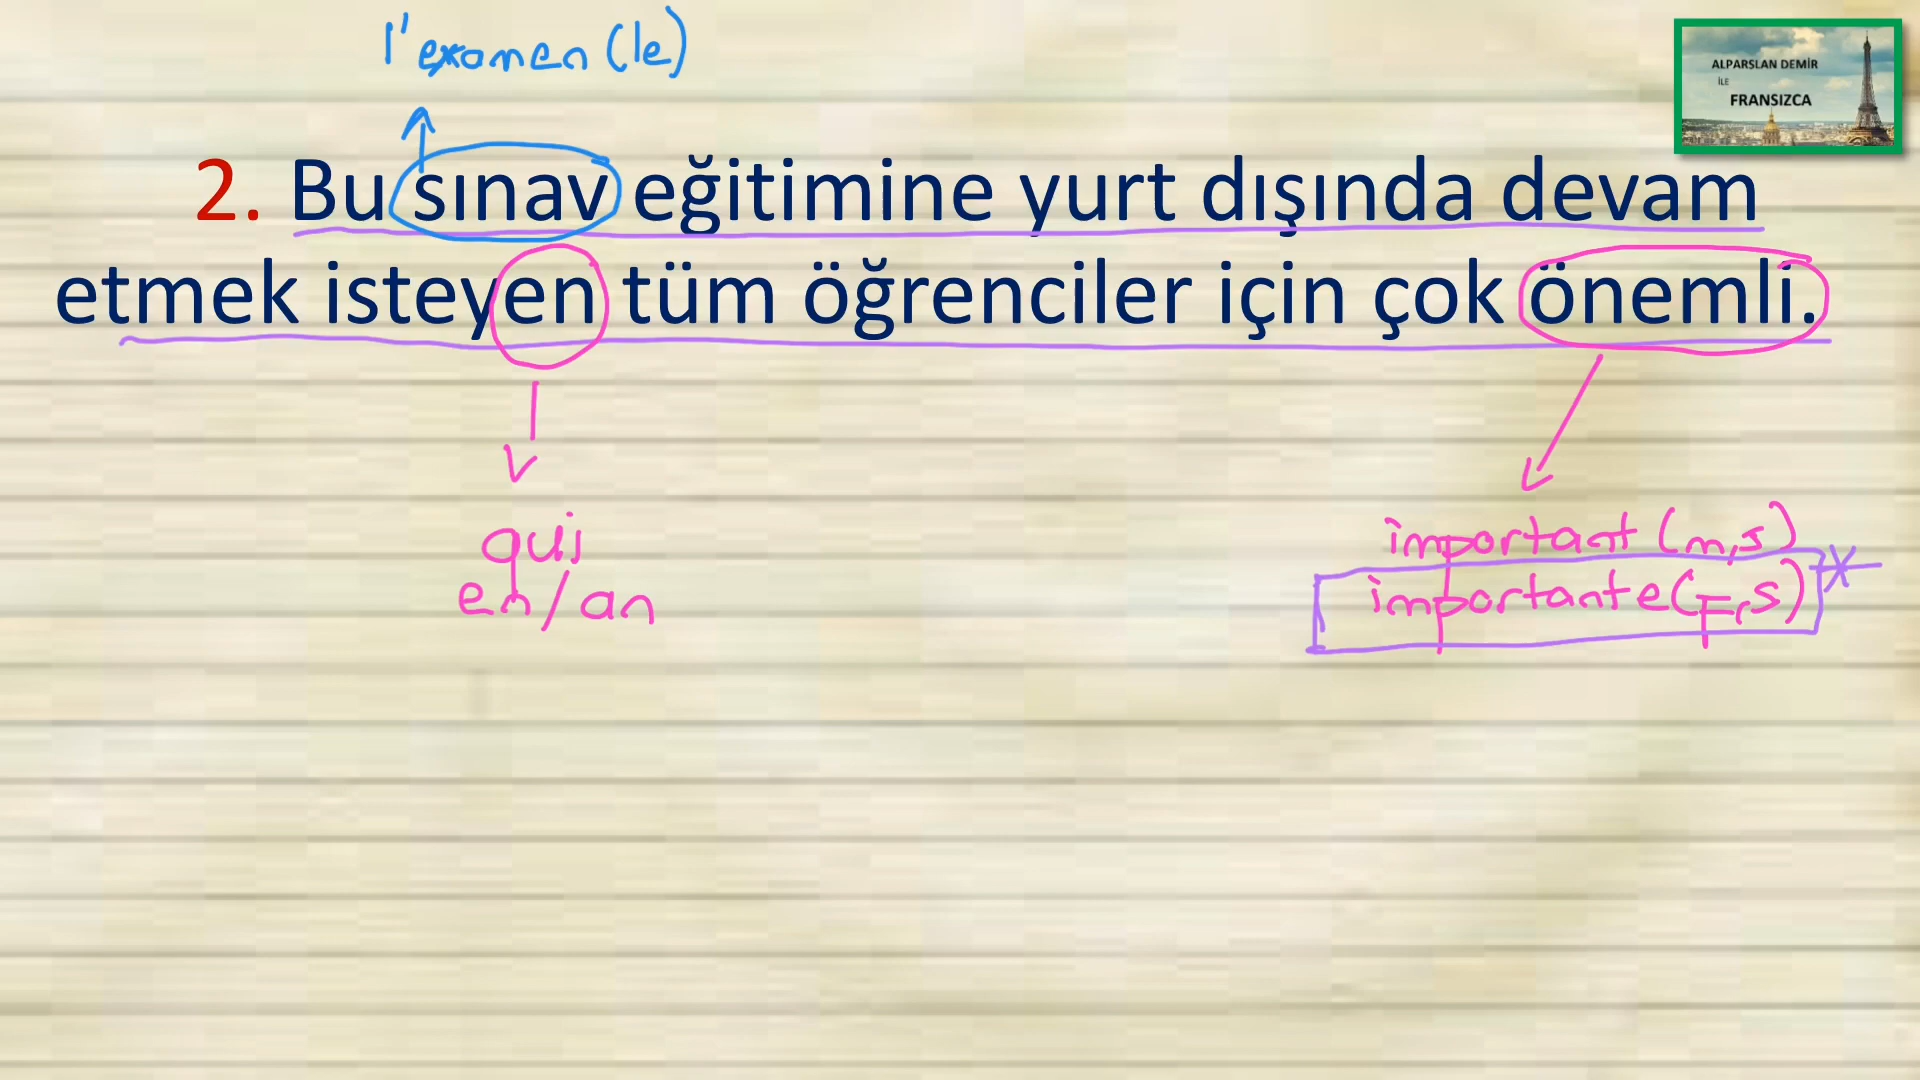 l'examen (le)
ALPARSLAN DEMİR
İLE
FRANSIZCA
2. Bu sınav eğitimine yurt dışında devam
etmek isteyen tüm öğrenciler için çok önemli.
qui
en/an
important (m,s)
importante (F,s) *